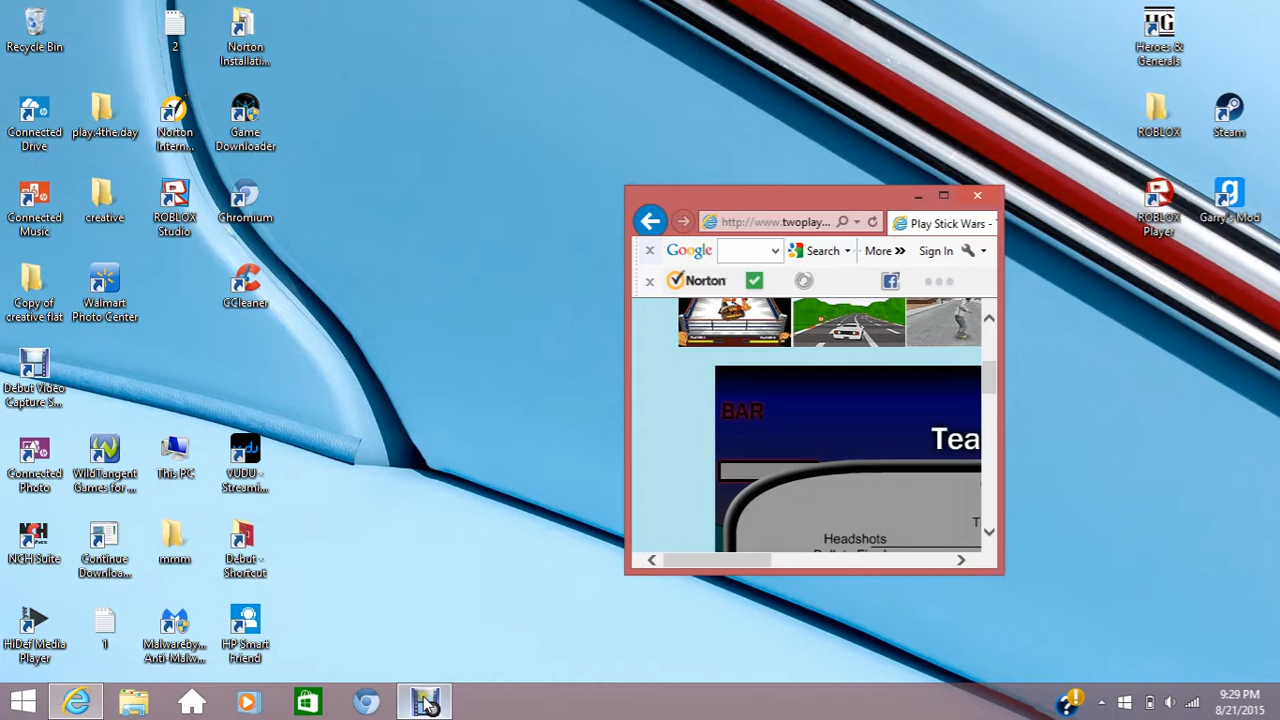 Recycle Bin
2
Norton
Installati...
Connected
Drive
play.4the.day
Norton
Intern...
Game
Downloader
Connected
Music
creative
ROBLOX
Studio
Chromium
Copy of
creative flat
Walmart
Photo Center
CCleaner
Debut Video
Capture S...
Connected
Photo
WildTangent
Games for ...
This PC
VUDU -
Streami...
NCH Suite
Continue
Downloa...
mmm
Debut -
Shortcut
HiDef Media
Player
1
Malwareby...
Anti-Malw...
HP Smart
Friend
HG
Heroes &
Generals
ROBLOX
Steam
ROBLOX
Player
Garry's Mod
http://www.twoplay...
Play Stick Wars -
Google
Search
More »
Sign In
Norton
BAR
Tea
Headshots
9:29 PM
8/21/2015